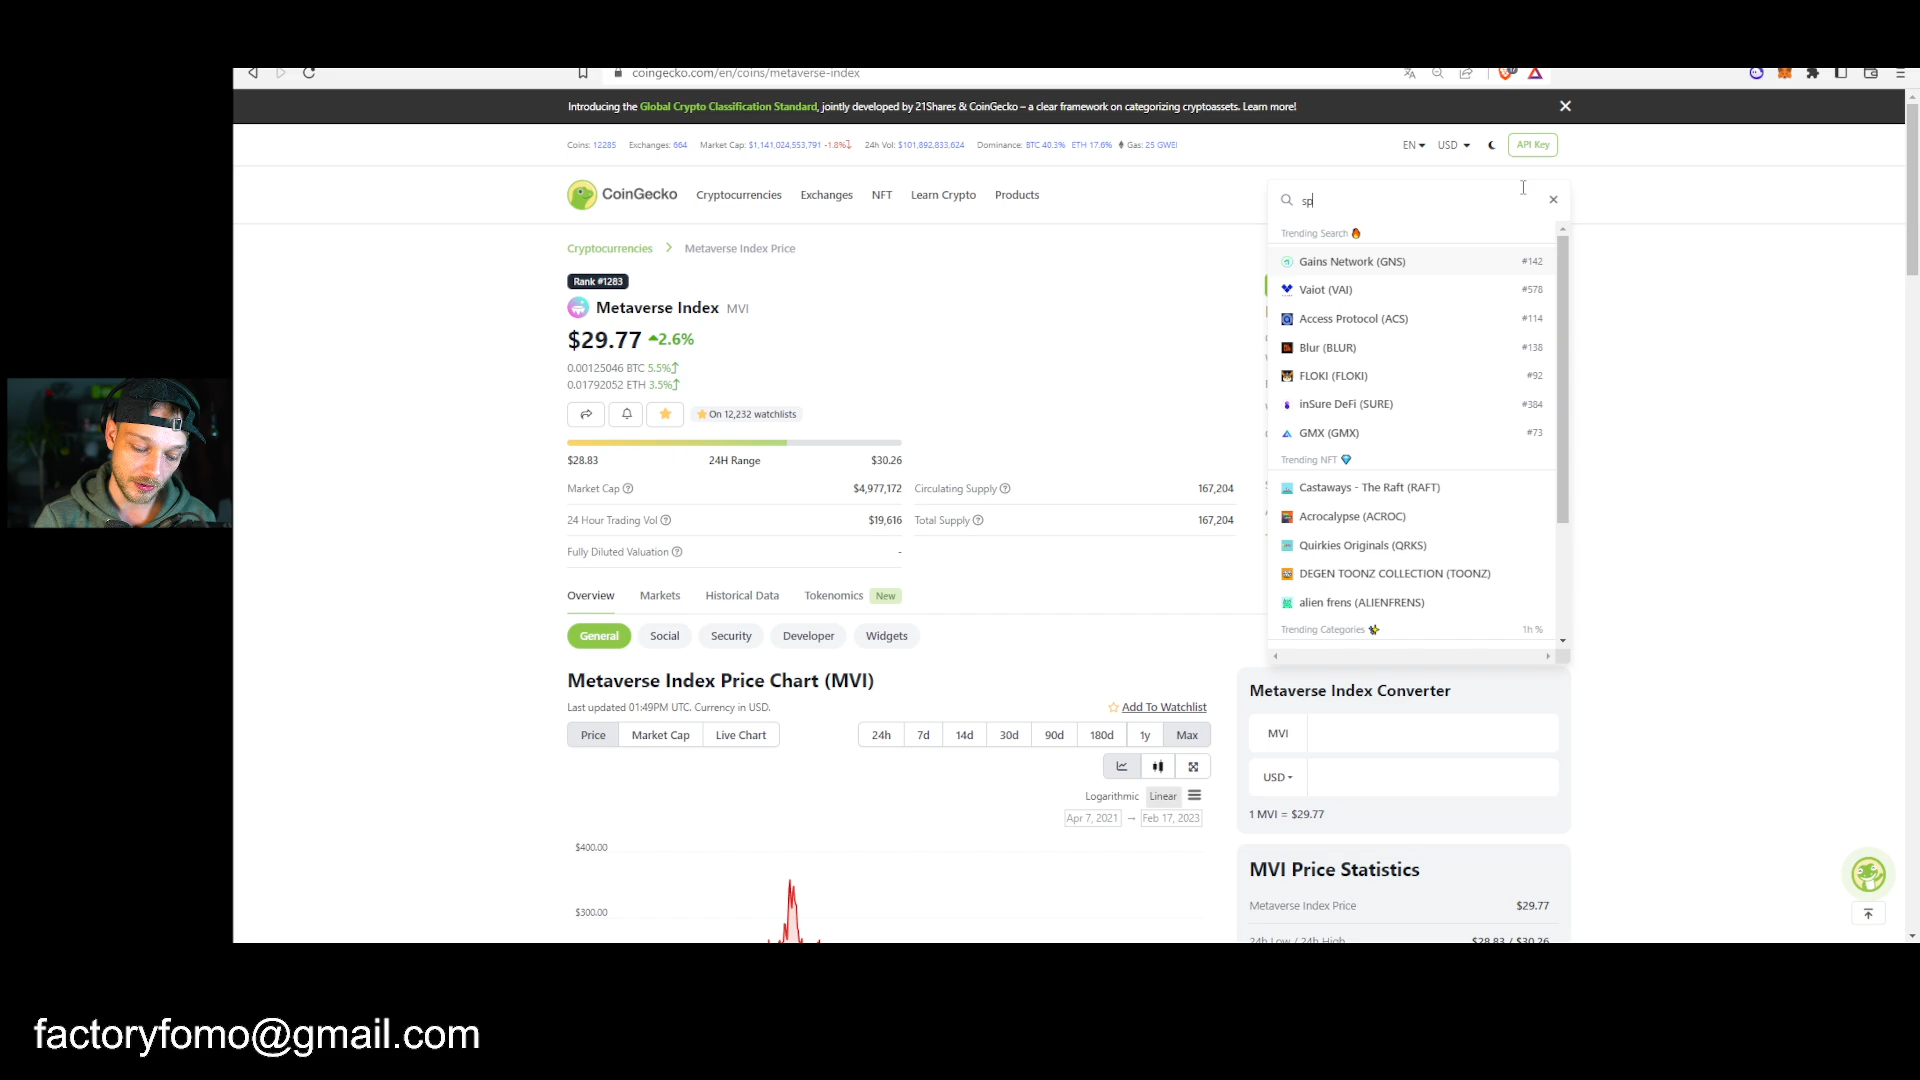 coingecko.com/en/coins/metaverse-index
Introducing the Global Crypto Classification Standard, jointly developed by 21Shares & CoinGecko – a clear framework on categorizing cryptoassets. Learn more!
Coins: 12285 Exchanges: 664 Market Cap: $1,141,024,553,791 -1.8% 24h Vol: $101,892,833,624 Dominance: BTC 40.3% ETH 17.6% Gas: 25 GWEI
EN USD API Key
CoinGecko Cryptocurrencies Exchanges NFT Learn Crypto Products
sp
Trending Search
Gains Network (GNS) #142
Vaiot (VAI) #578
Access Protocol (ACS) #114
Blur (BLUR) #138
FLOKI (FLOKI) #92
inSure DeFi (SURE) #384
GMX (GMX) #73
Trending NFT
Castaways - The Raft (RAFT)
Acrocalypse (ACROC)
Quirkies Originals (QRKS)
DEGEN TOONZ COLLECTION (TOONZ)
alien frens (ALIENFRENS)
Trending Categories 1h %
Cryptocurrencies > Metaverse Index Price
Rank #1283
Metaverse Index MVI
$29.77 2.6%
0.00125046 BTC 5.5%
0.01792052 ETH 3.5%
On 12,232 watchlists
$28.83 24H Range $30.26
Market Cap $4,977,172 Circulating Supply 167,204
24 Hour Trading Vol $19,616 Total Supply 167,204
Fully Diluted Valuation -
Overview Markets Historical Data Tokenomics New
General Social Security Developer Widgets
Metaverse Index Price Chart (MVI)
Last updated 01:49PM UTC. Currency in USD.
Add To Watchlist
Price Market Cap Live Chart 24h 7d 14d 30d 90d 180d 1y Max
Logarithmic Linear
Apr 7, 2021 → Feb 17, 2023
$400.00
$300.00
Metaverse Index Converter
MVI
USD
1 MVI = $29.77
MVI Price Statistics
Metaverse Index Price $29.77
24h Low / 24h High $28.83 / $30.26
factoryfomo@gmail.com